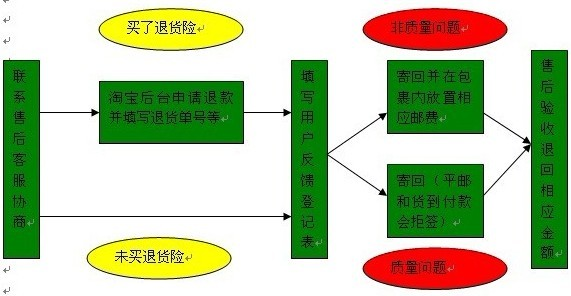 买了退货险
非质量问题
联系售后客服协商
淘宝后台申请退款
并填写退货单号等
填写用户反馈登记表
寄回并在包
裹内放置相
应邮费
寄回（平邮
和货到付款
会拒签）
售后验收退回相应金额
未买退货险
质量问题